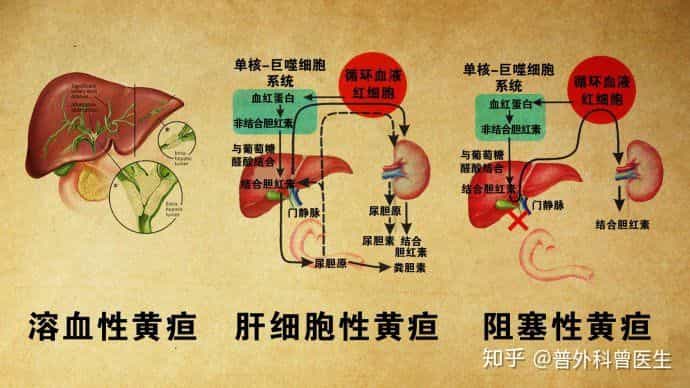 单核-巨噬细胞
系统
循环血液
红细胞
血红蛋白
非结合胆红素
与葡萄糖
醛酸结合
结合胆红素
门静脉
尿胆原
尿胆素
结合
胆红素
尿胆原
粪胆素
单核-巨噬细胞
系统
循环血液
红细胞
血红蛋白
非结合胆红素
与葡萄糖
醛酸结合
结合胆红素
门静脉
结合胆红素
溶血性黄疸
肝细胞性黄疸
阻塞性黄疸
知乎 @普外科曾医生